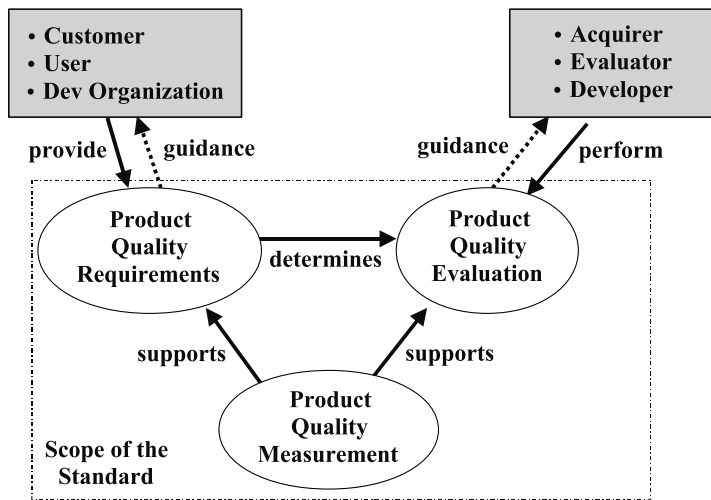 • Customer
• User
• Dev Organization
• Acquirer
• Evaluator
• Developer
provide
guidance
guidance
perform
Product
Quality
Requirements
determines
Product
Quality
Evaluation
supports
supports
Product
Quality
Measurement
Scope of the
Standard